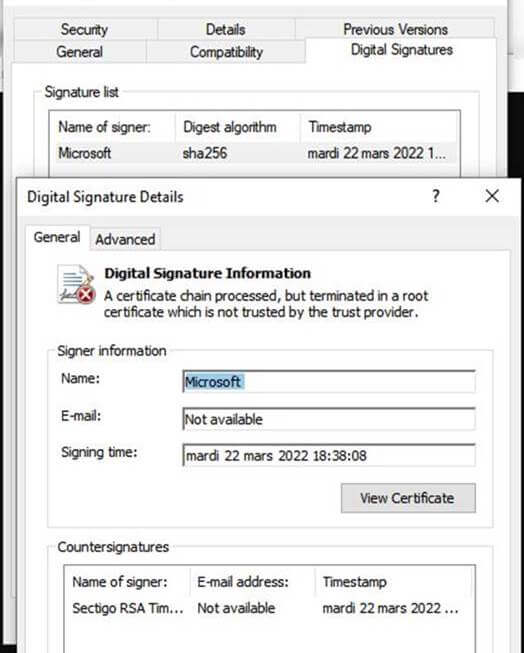 Security Details Previous Versions
General Compatibility Digital Signatures
Signature list
Name of signer: Digest algorithm Timestamp
Microsoft sha256 mardi 22 mars 2022 1...
Digital Signature Details ?
General Advanced
Digital Signature Information
A certificate chain processed, but terminated in a root
certificate which is not trusted by the trust provider.
Signer information
Name: Microsoft
E-mail: Not available
Signing time: mardi 22 mars 2022 18:38:08
View Certificate
Countersignatures
Name of signer: E-mail address: Timestamp
Sectigo RSA Tim... Not available mardi 22 mars 2022 ...